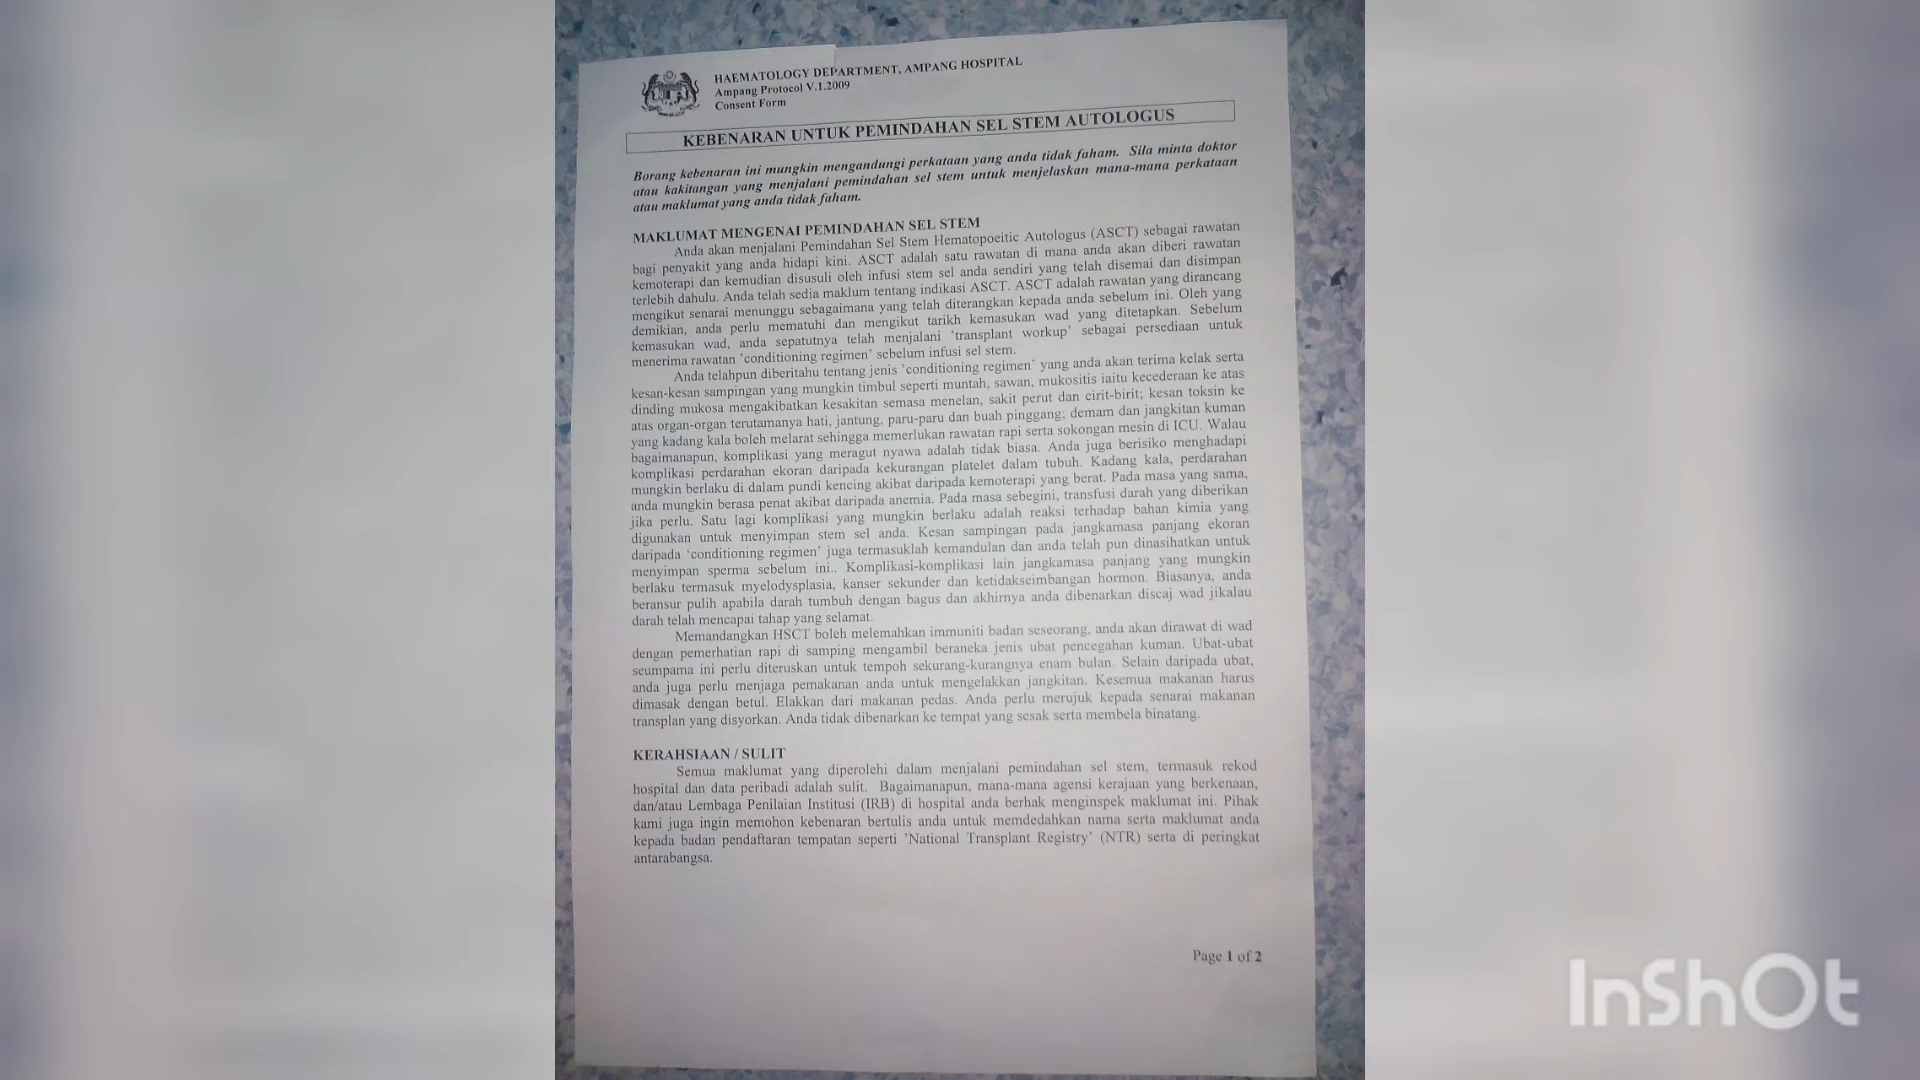 HAEMATOLOGY DEPARTMENT, AMPANG HOSPITAL
Ampang Protocol V.1.2009
Consent Form
KEBENARAN UNTUK PEMINDAHAN SEL STEM AUTOLOGUS
Borang kebenaran ini mungkin mengandungi perkataan yang anda tidak faham. Sila minta doktor
atau kakitangan yang menjalani pemindahan sel stem untuk menjelaskan mana-mana perkataan
atau maklumat yang anda tidak faham.
MAKLUMAT MENGENAI PEMINDAHAN SEL STEM
Anda akan menjalani Pemindahan Sel Stem Hematopoeitic Autologus (ASCT) sebagai rawatan
bagi penyakit yang anda hidapi kini. ASCT adalah satu rawatan di mana anda akan diberi rawatan
kemoterapi dan kemudian disusuli oleh infusi stem sel anda sendiri yang telah disemai dan disimpan
terlebih dahulu. Anda telah sedia maklum tentang indikasi ASCT. ASCT adalah rawatan yang dirancang
mengikut senarai menunggu sebagaimana yang telah diterangkan kepada anda sebelum ini. Oleh yang
demikian, anda perlu mematuhi dan mengikut tarikh kemasukan wad yang ditetapkan. Sebelum
kemasukan wad, anda sepatutnya telah menjalani 'transplant workup' sebagai persediaan untuk
menerima rawatan 'conditioning regimen' sebelum infusi sel stem.
Anda telahpun diberitahu tentang jenis 'conditioning regimen' yang anda akan terima kelak serta
kesan-kesan sampingan yang mungkin timbul seperti muntah, sawan, mukositis iaitu kecederaan ke atas
dinding mukosa mengakibatkan kesakitan semasa menelan, sakit perut dan cirit-birit; kesan toksin ke
atas organ-organ terutamanya hati, jantung, paru-paru dan buah pinggang; demam dan jangkitan kuman
yang kadang kala boleh melarat sehingga memerlukan rawatan rapi serta sokongan mesin di ICU. Walau
bagaimanapun, komplikasi yang meragut nyawa adalah tidak biasa. Anda juga berisiko menghadapi
komplikasi perdarahan ekoran daripada kekurangan platelet dalam tubuh. Kadang kala, perdarahan
mungkin berlaku di dalam pundi kencing akibat daripada kemoterapi yang berat. Pada masa yang sama,
anda mungkin berasa penat akibat daripada anemia. Pada masa sebegini, transfusi darah yang diberikan
jika perlu. Satu lagi komplikasi yang mungkin berlaku adalah reaksi terhadap bahan kimia yang
digunakan untuk menyimpan stem sel anda. Kesan sampingan pada jangkamasa panjang ekoran
daripada 'conditioning regimen' juga termasuklah kemandulan dan anda telah pun dinasihatkan untuk
menyimpan sperma sebelum ini.. Komplikasi-komplikasi lain jangkamasa panjang yang mungkin
berlaku termasuk myelodysplasia, kanser sekunder dan ketidakseimbangan hormon. Biasanya, anda
beransur pulih apabila darah tumbuh dengan bagus dan akhirnya anda dibenarkan discaj wad jikalau
darah telah mencapai tahap yang selamat.
Memandangkan HSCT boleh melemahkan immuniti badan seseorang, anda akan dirawat di wad
dengan pemerhatian rapi di samping mengambil beraneka jenis ubat pencegahan kuman. Ubat-ubat
seumpama ini perlu diteruskan untuk tempoh sekurang-kurangnya enam bulan. Selain daripada ubat,
anda juga perlu menjaga pemakanan anda untuk mengelakkan jangkitan. Kesemua makanan harus
dimasak dengan betul. Elakkan dari makanan pedas. Anda perlu merujuk kepada senarai makanan
transplan yang disyorkan. Anda tidak dibenarkan ke tempat yang sesak serta membela binatang.
KERAHSIAAN / SULIT
Semua maklumat yang diperolehi dalam menjalani pemindahan sel stem, termasuk rekod
hospital dan data peribadi adalah sulit. Bagaimanapun, mana-mana agensi kerajaan yang berkenaan,
dan/atau Lembaga Penilaian Institusi (IRB) di hospital anda berhak menginspek maklumat ini. Pihak
kami juga ingin memohon kebenaran bertulis anda untuk memdedahkan nama serta maklumat anda
kepada badan pendaftaran tempatan seperti 'National Transplant Registry' (NTR) serta di peringkat
antarabangsa.
Page 1 of 2
InShOt